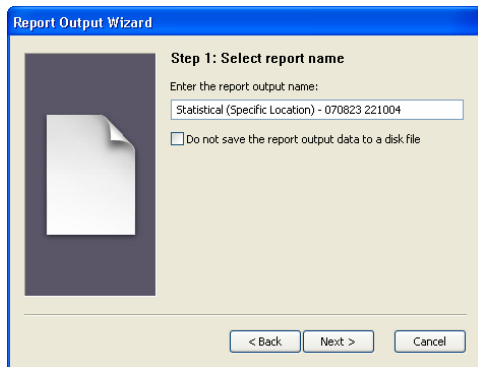 Report Output Wizard
Step 1: Select report name
Enter the report output name:
Statistical (Specific Location) - 070823 221004
Do not save the report output data to a disk file
< Back
Next >
Cancel